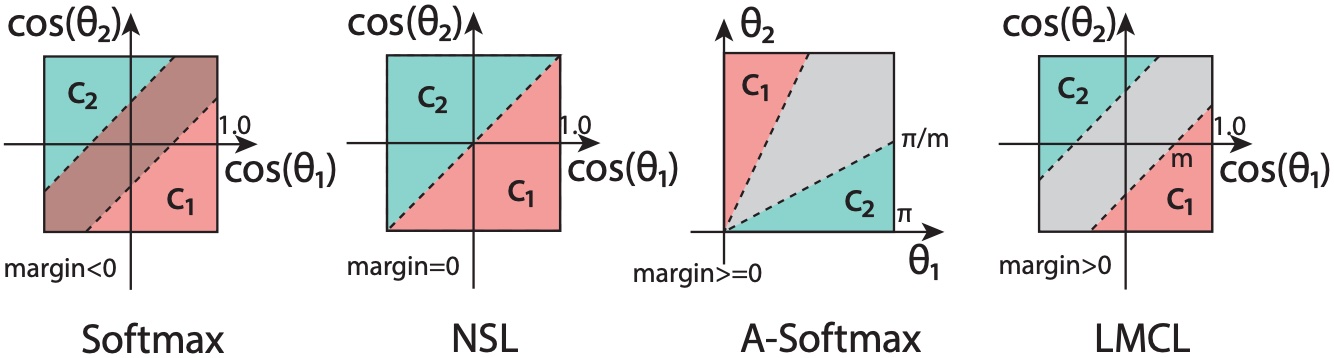 cos(θ₂)
C₂
1.0
cos(θ₁)
C₁
margin<0
Softmax
cos(θ₂)
C₂
1.0
cos(θ₁)
C₁
margin=0
NSL
θ₂
C₁
π/m
C₂
π
θ₁
margin>=0
A-Softmax
cos(θ₂)
C₂
1.0
m
cos(θ₁)
C₁
margin>0
LMCL